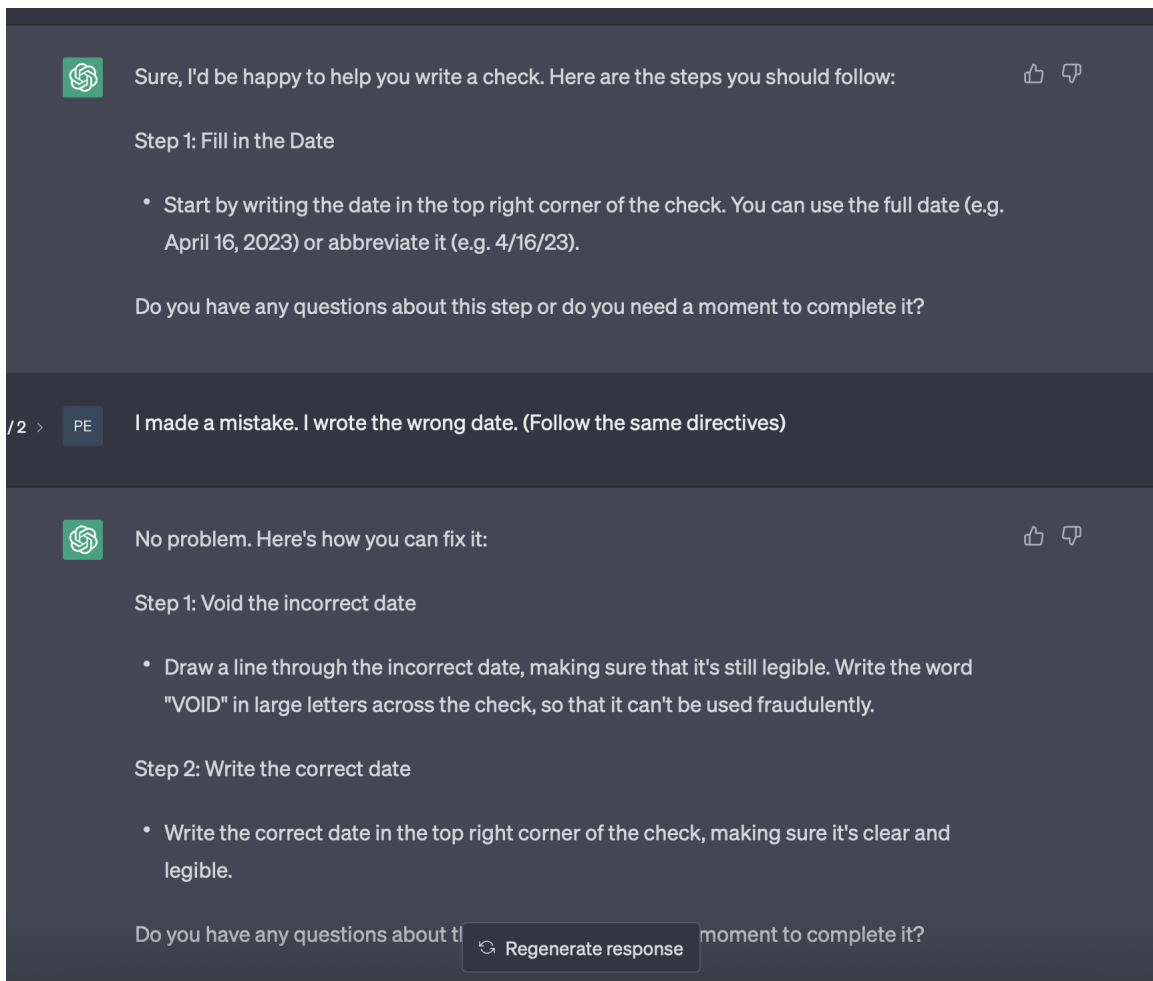 Sure, I'd be happy to help you write a check. Here are the steps you should follow:
Step 1: Fill in the Date
• Start by writing the date in the top right corner of the check. You can use the full date (e.g.
April 16, 2023) or abbreviate it (e.g. 4/16/23).
Do you have any questions about this step or do you need a moment to complete it?
/ 2 >
PE
I made a mistake. I wrote the wrong date. (Follow the same directives)
No problem. Here's how you can fix it:
Step 1: Void the incorrect date
• Draw a line through the incorrect date, making sure that it's still legible. Write the word
"VOID" in large letters across the check, so that it can't be used fraudulently.
Step 2: Write the correct date
• Write the correct date in the top right corner of the check, making sure it's clear and
legible.
Do you have any questions about moment to complete it?
Regenerate response